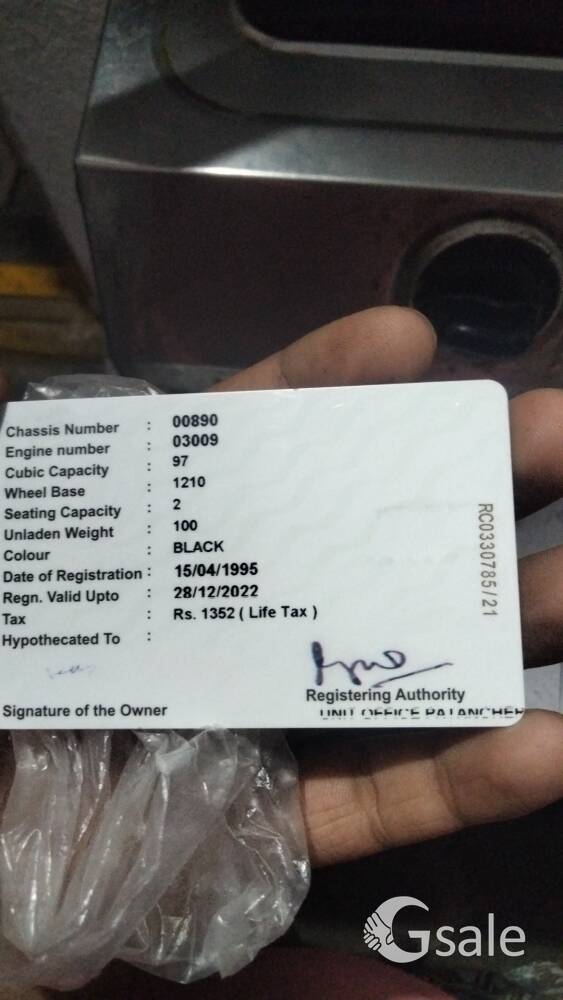 Chassis Number : 00890
Engine number : 03009
Cubic Capacity : 97
Wheel Base : 1210
Seating Capacity : 2
Unladen Weight : 100
Colour : BLACK
Date of Registration : 15/04/1995
Regn. Valid Upto : 28/12/2022
Tax : Rs. 1352 ( Life Tax )
Hypothecated To :
RC0330785/21
Signature of the Owner
Registering Authority
UNIT OFFICE PATANCHER
Gsale